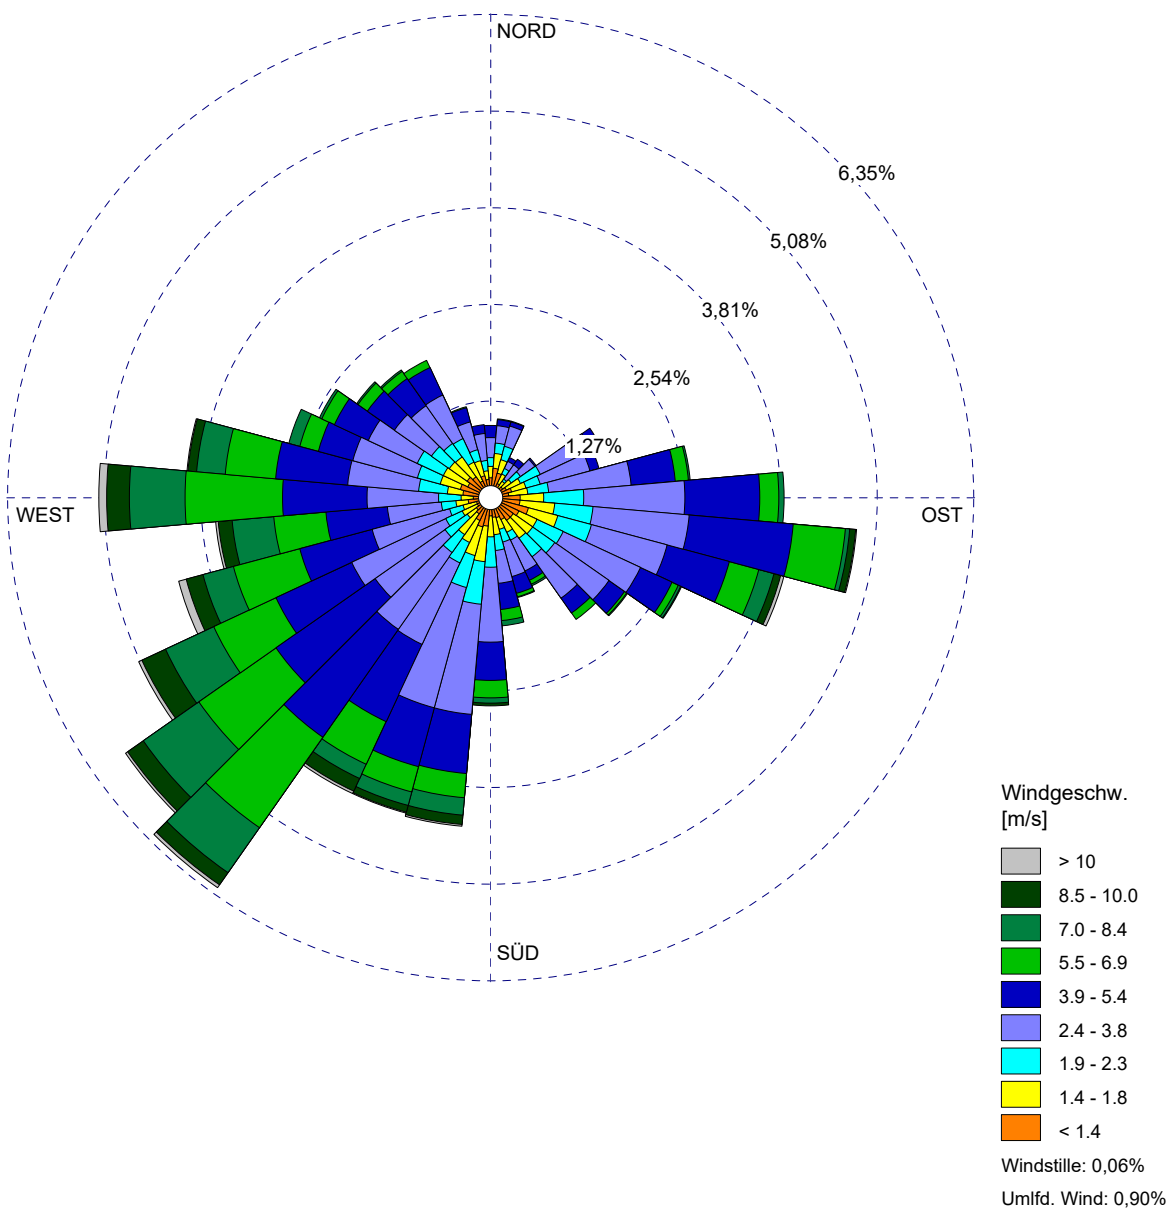 NORD
6,35%
5,08%
3,81%
2,54%
1,27%
WEST
OST
SÜD
Windgeschw.
[m/s]
> 10
8.5 - 10.0
7.0 - 8.4
5.5 - 6.9
3.9 - 5.4
2.4 - 3.8
1.9 - 2.3
1.4 - 1.8
< 1.4
Windstille: 0,06%
Umlfd. Wind: 0,90%